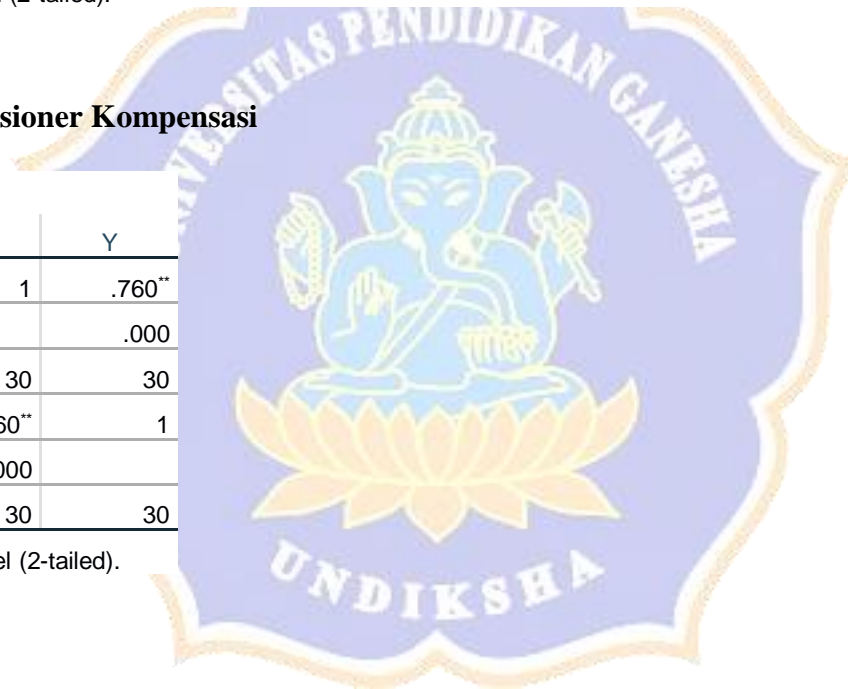 (2-tailed).
UNIVERSITAS PENDIDIKAN GANESHA
sioner Kompensasi
Y
1 .760**
.000
30 30
60** 1
000
30 30
el (2-tailed).
UNDIKSHA